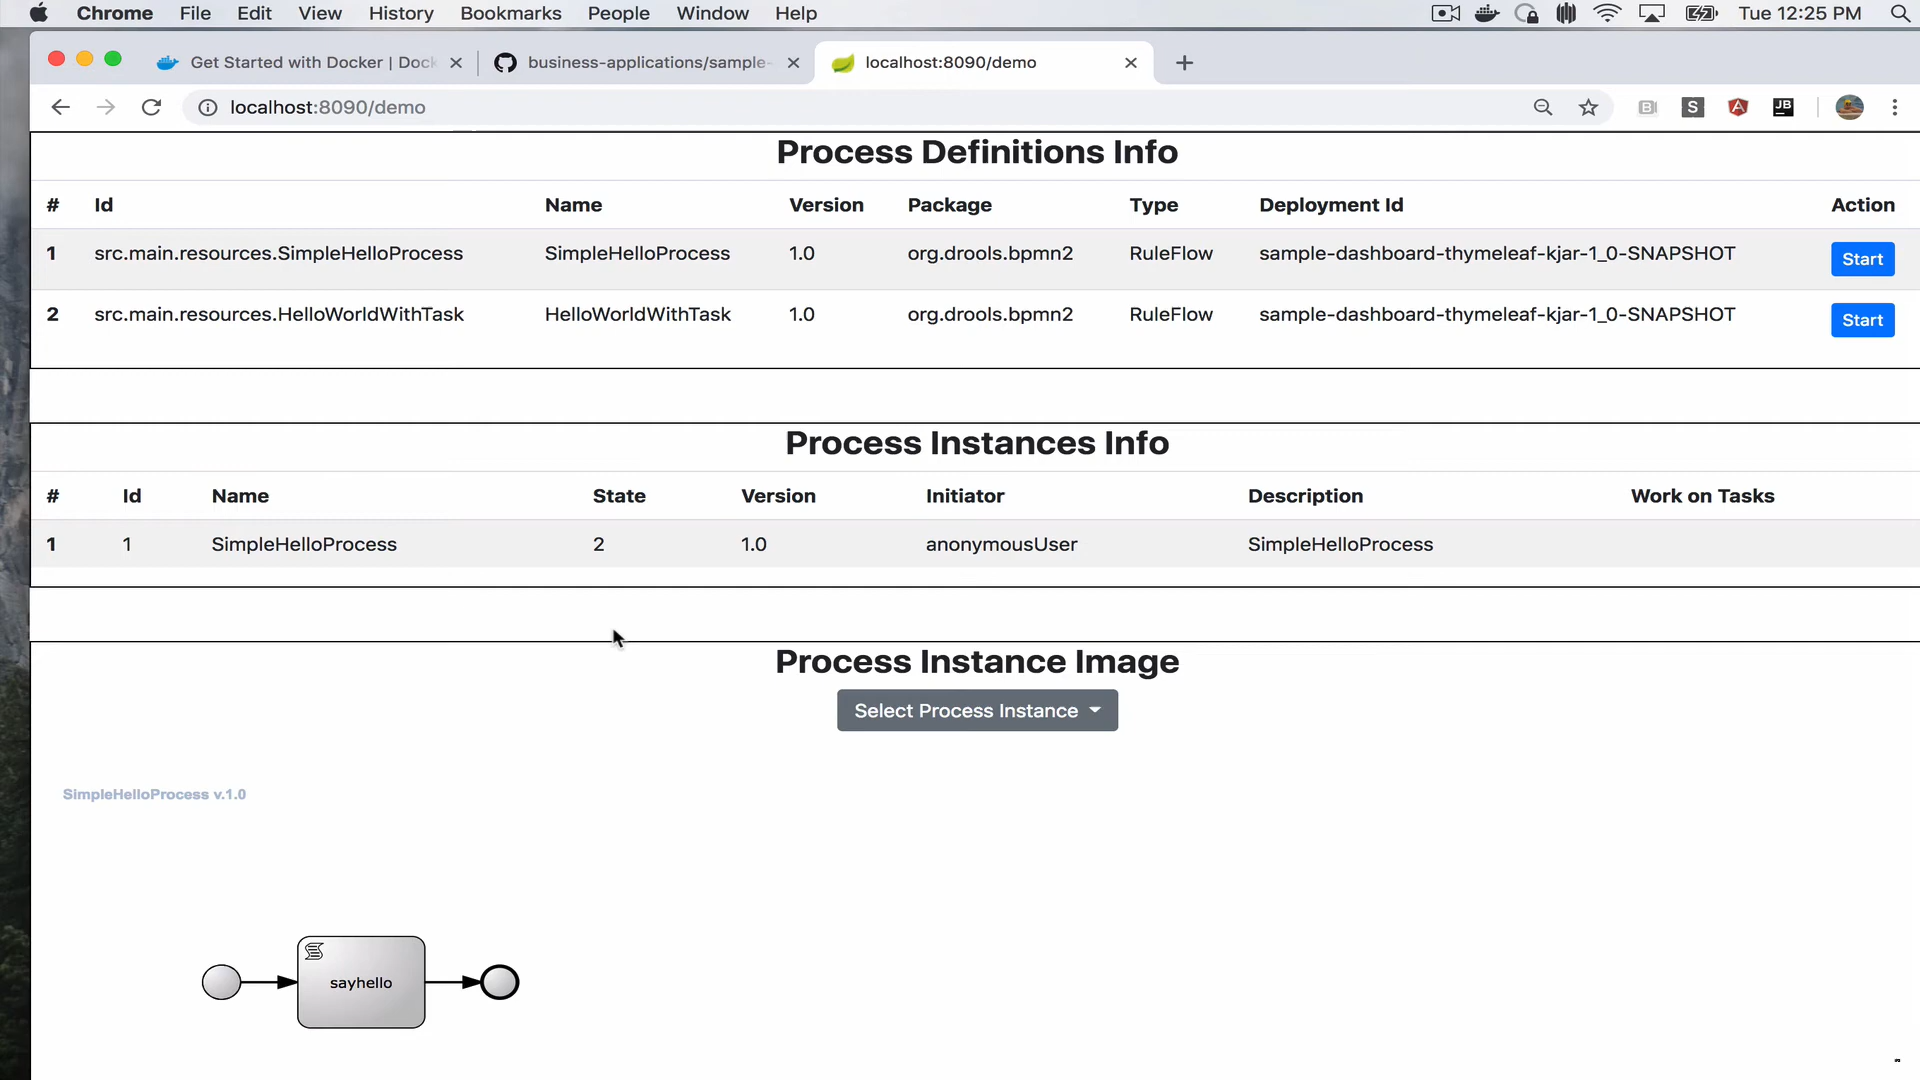 Chrome File Edit View History Bookmarks People Window Help Tue 12:25 PM
Get Started with Docker | Dock business-applications/sample- localhost:8090/demo
localhost:8090/demo
S A JB
Process Definitions Info
# Id Name Version Package Type Deployment Id Action
1 src.main.resources.SimpleHelloProcess SimpleHelloProcess 1.0 org.drools.bpmn2 RuleFlow sample-dashboard-thymeleaf-kjar-1_0-SNAPSHOT Start
2 src.main.resources.HelloWorldWithTask HelloWorldWithTask 1.0 org.drools.bpmn2 RuleFlow sample-dashboard-thymeleaf-kjar-1_0-SNAPSHOT Start
Process Instances Info
# Id Name State Version Initiator Description Work on Tasks
1 1 SimpleHelloProcess 2 1.0 anonymousUser SimpleHelloProcess
Process Instance Image
Select Process Instance
SimpleHelloProcess v.1.0
sayhello